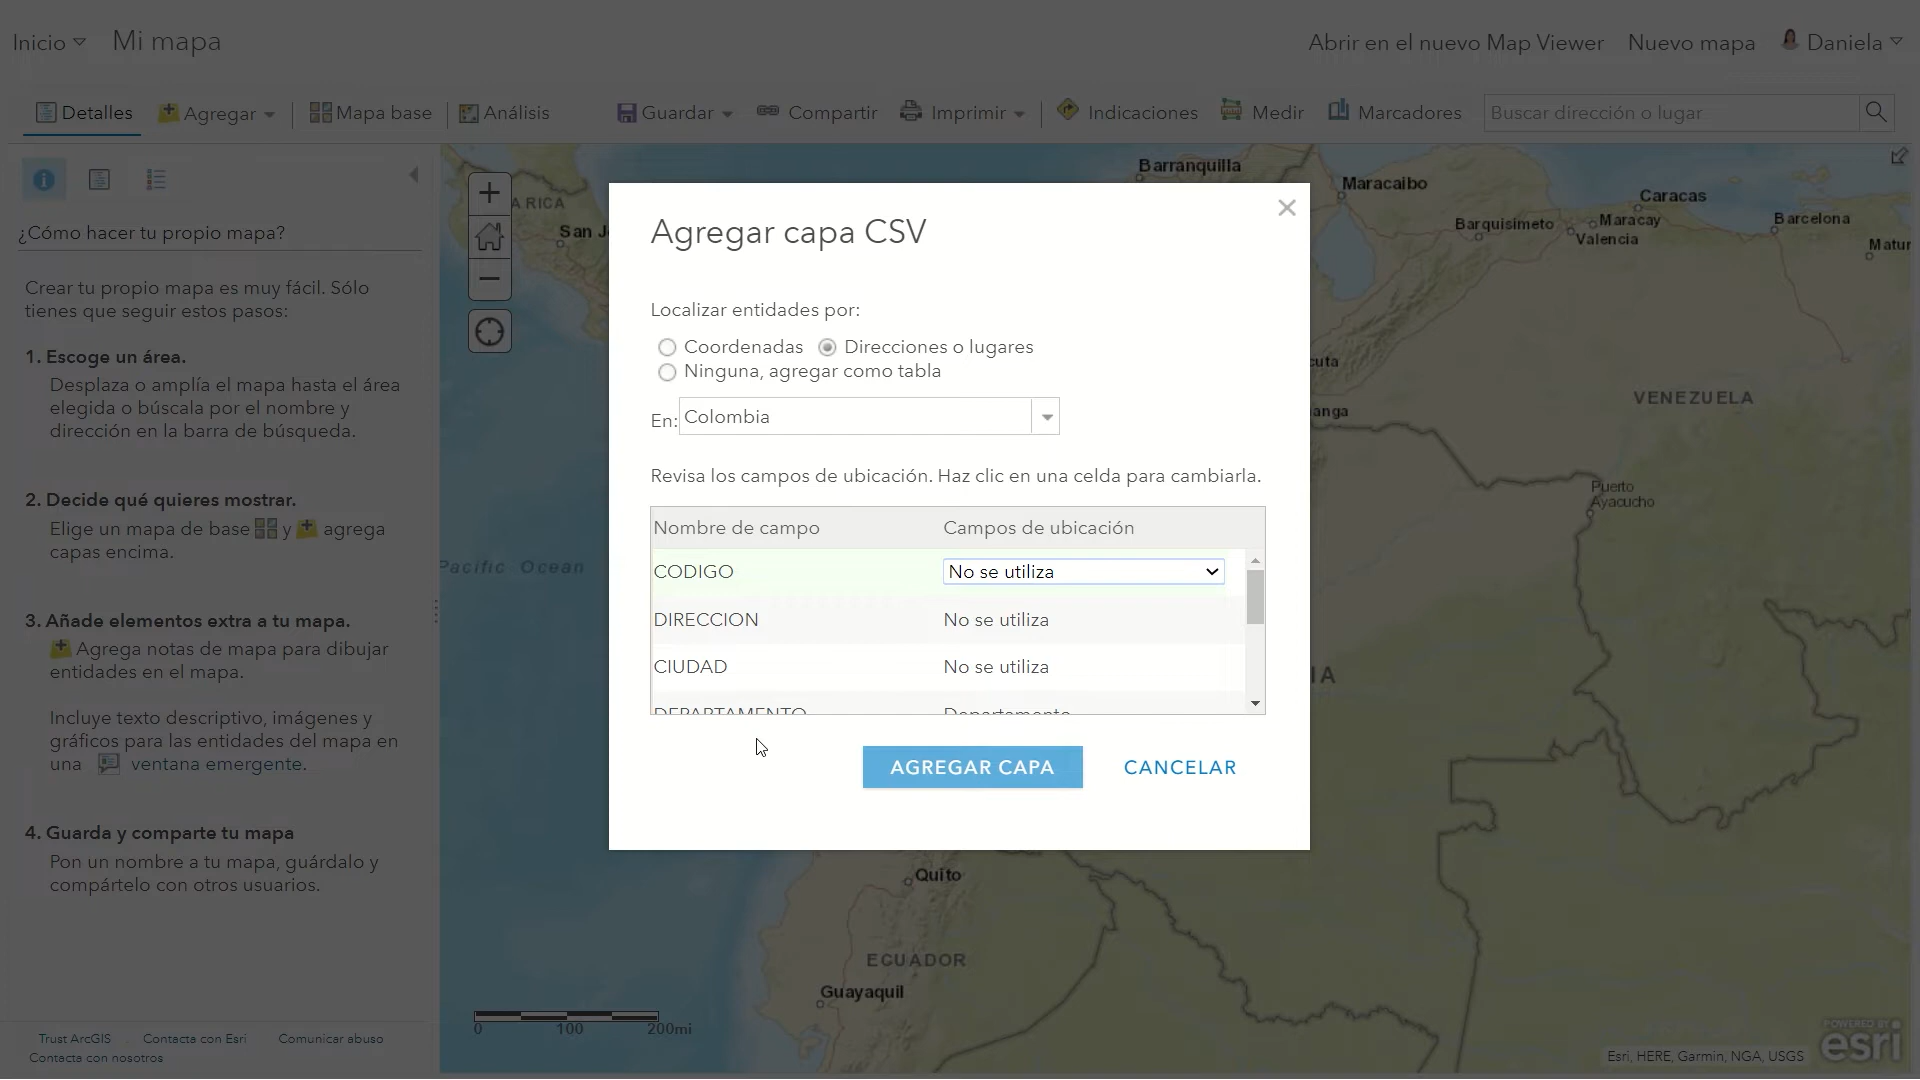 Inicio
Mi mapa
Abrir en el nuevo Map Viewer
Nuevo mapa
Daniela
Detalles
Agregar
Mapa base
Análisis
Guardar
Compartir
Imprimir
Indicaciones
Medir
Marcadores
Buscar dirección o lugar
¿Cómo hacer tu propio mapa?
Crear tu propio mapa es muy fácil. Sólo
tienes que seguir estos pasos:
1. Escoge un área.
Desplaza o amplía el mapa hasta el área
elegida o búscala por el nombre y
dirección en la barra de búsqueda.
2. Decide qué quieres mostrar.
Elige un mapa de base y agrega
capas encima.
3. Añade elementos extra a tu mapa.
Agrega notas de mapa para dibujar
entidades en el mapa.
Incluye texto descriptivo, imágenes y
gráficos para las entidades del mapa en
una ventana emergente.
4. Guarda y comparte tu mapa
Pon un nombre a tu mapa, guárdalo y
compártelo con otros usuarios.
Trust ArcGIS
Contacta con Esri
Comunicar abuso
Contacta con nosotros
Agregar capa CSV
Localizar entidades por:
Coordenadas
Direcciones o lugares
Ninguna, agregar como tabla
En: Colombia
Revisa los campos de ubicación. Haz clic en una celda para cambiarla.
Nombre de campo
Campos de ubicación
CODIGO
No se utiliza
DIRECCION
No se utiliza
CIUDAD
No se utiliza
DEPARTAMENTO
Departamento
AGREGAR CAPA
CANCELAR
A RICA
San J
Barranquilla
Maracaibo
Caracas
Barquisimeto
Maracay
Valencia
Barcelona
Matur
cuta
anga
VENEZUELA
Puerto
Ayacucho
Pacific Ocean
IA
Quito
ECUADOR
Guayaquil
0 100 200mi
Esri, HERE, Garmin, NGA, USGS
POWERED BY
esri